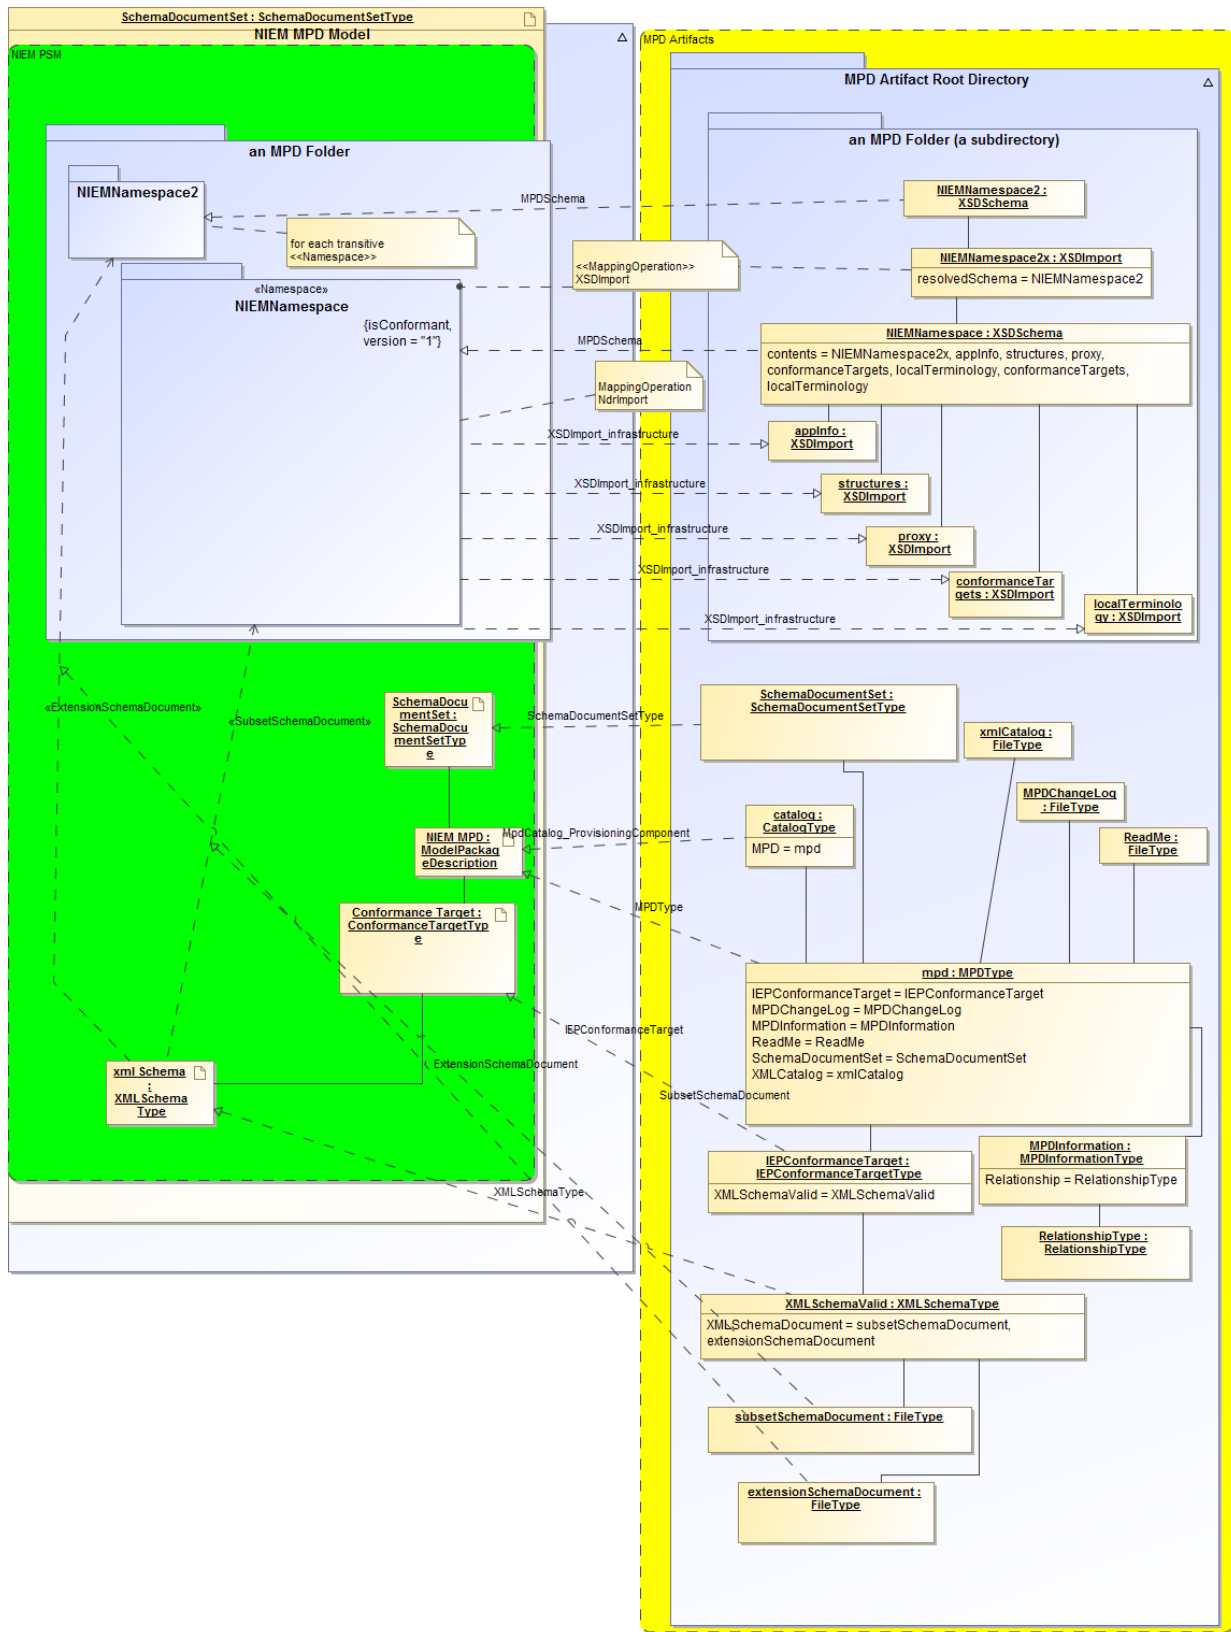 SchemaDocumentSet : SchemaDocumentSetType
NIEM MPD Model
NIEM PSM
an MPD Folder
NIEMNamespace2
for each transitive
<<Namespace>>
«Namespace»
NIEMNamespace
{isConformant,
version = "1"}
MPDSchema
<<MappingOperation>>
XSDImport
MPDSchema
MappingOperation
NdrImport
XSDImport_infrastructure
XSDImport_infrastructure
XSDImport_infrastructure
XSDImport_infrastructure
XSDImport_infrastructure
«ExtensionSchemaDocument»
«SubsetSchemaDocument»
SchemaDocu
mentSet :
SchemaDocu
mentSetTyp
e
SchemaDocumentSetType
NIEM MPD :
ModelPackag
eDescription
MpdCatalog_ProvisioningComponent
MPDType
Conformance Target :
ConformanceTargetTyp
e
IEPConformanceTarget
ExtensionSchemaDocument
SubsetSchemaDocument
xml Schema
:
XMLSchema
Type
XMLSchemaType
MPD Artifacts
MPD Artifact Root Directory
an MPD Folder (a subdirectory)
NIEMNamespace2 :
XSDSchema
NIEMNamespace2x : XSDImport
resolvedSchema = NIEMNamespace2
NIEMNamespace : XSDSchema
contents = NIEMNamespace2x, appInfo, structures, proxy,
conformanceTargets, localTerminology, conformanceTargets,
localTerminology
appInfo :
XSDImport
structures :
XSDImport
proxy :
XSDImport
conformanceTar
gets : XSDImport
localTerminolo
gy : XSDImport
SchemaDocumentSet :
SchemaDocumentSetType
xmlCatalog :
FileType
MPDChangeLog
: FileType
catalog :
CatalogType
MPD = mpd
ReadMe :
FileType
mpd : MPDType
IEPConformanceTarget = IEPConformanceTarget
MPDChangeLog = MPDChangeLog
MPDInformation = MPDInformation
ReadMe = ReadMe
SchemaDocumentSet = SchemaDocumentSet
XMLCatalog = xmlCatalog
IEPConformanceTarget :
IEPConformanceTargetType
XMLSchemaValid = XMLSchemaValid
MPDInformation :
MPDInformationType
Relationship = RelationshipType
RelationshipType :
RelationshipType
XMLSchemaValid : XMLSchemaType
XMLSchemaDocument = subsetSchemaDocument,
extensionSchemaDocument
subsetSchemaDocument : FileType
extensionSchemaDocument :
FileType